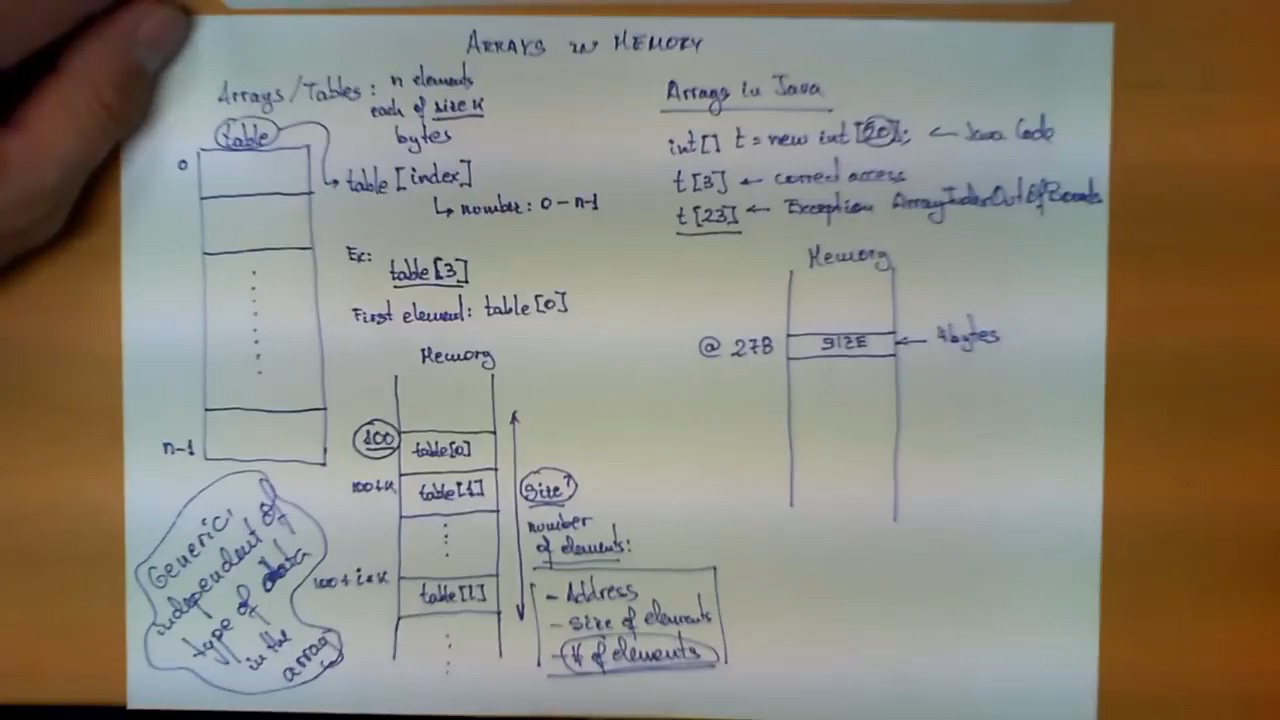 ARRAYS IN MEMORY
Arrays/Tables: n elements
each of size K
bytes
table
0
n-1
table[index]
↳ number: 0 - n-1
Ex:
table[3]
First element: table[0]
Memory
100
table[0]
100+K
table[1]
100+i*K
table[i]
Size?
number
of elements:
- Address
- Size of elements
- # of elements
Generic,
independent of
type of data
in the
array
Arrays in Java
int[] t = new int[20]; ← Java Code
t[3] ← correct access
t[23] ← Exception ArrayIndexOutOfBounds
Memory
@ 278
SIZE
← 4 bytes